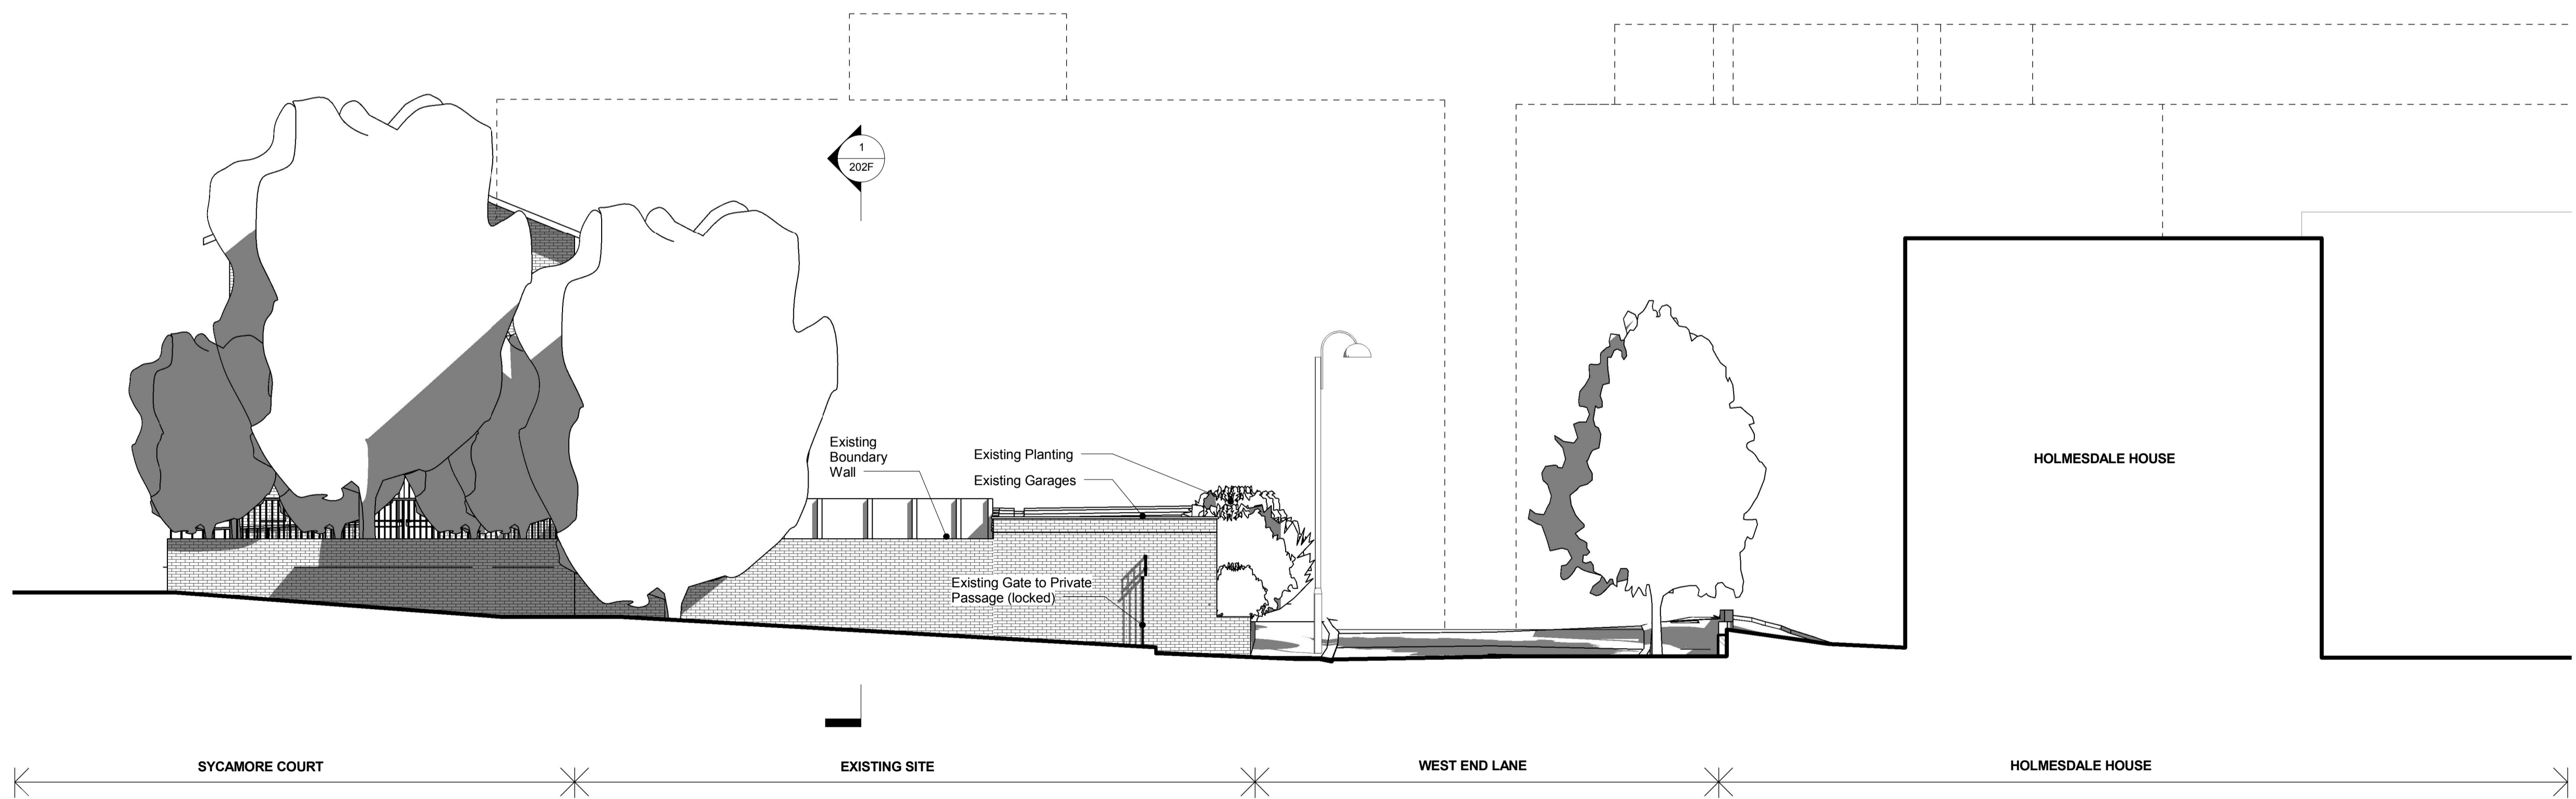 1
202F
Existing
Boundary
Wall
Existing Planting
Existing Garages
HOLMESDALE HOUSE
Existing Gate to Private
Passage (locked)
SYCAMORE COURT
EXISTING SITE
WEST END LANE
HOLMESDALE HOUSE